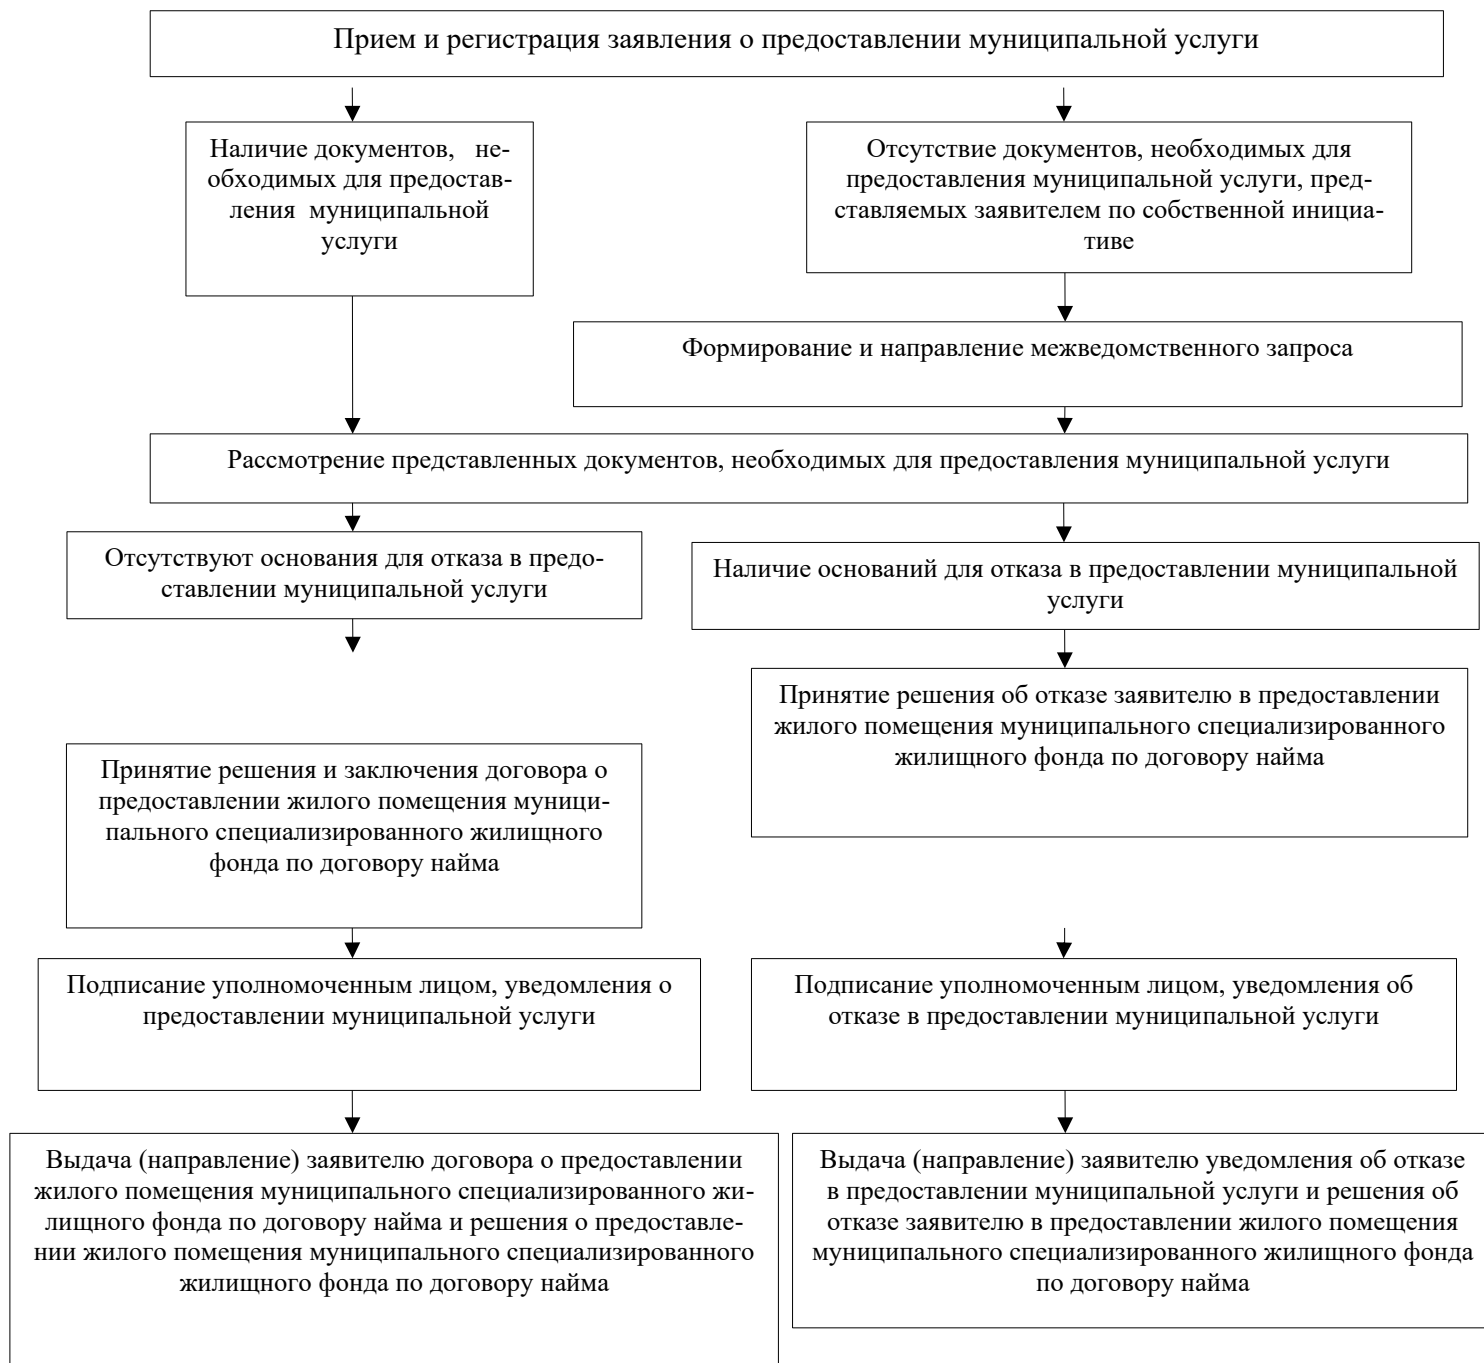 Прием и регистрация заявления о предоставлении муниципальной услуги
Наличие документов, не-
обходимых для предостав-
ления муниципальной
услуги
Отсутствие документов, необходимых для
предоставления муниципальной услуги, пред-
ставляемых заявителем по собственной инициа-
тиве
Формирование и направление межведомственного запроса
Рассмотрение представленных документов, необходимых для предоставления муниципальной услуги
Отсутствуют основания для отказа в предо-
ставлении муниципальной услуги
Наличие оснований для отказа в предоставлении муниципальной
услуги
Принятие решения об отказе заявителю в предоставлении
жилого помещения муниципального специализированного
жилищного фонда по договору найма
Принятие решения и заключения договора о
предоставлении жилого помещения муници-
пального специализированного жилищного
фонда по договору найма
Подписание уполномоченным лицом, уведомления о
предоставлении муниципальной услуги
Подписание уполномоченным лицом, уведомления об
отказе в предоставлении муниципальной услуги
Выдача (направление) заявителю договора о предоставлении
жилого помещения муниципального специализированного жи-
лищного фонда по договору найма и решения о предоставле-
нии жилого помещения муниципального специализированного
жилищного фонда по договору найма
Выдача (направление) заявителю уведомления об отказе
в предоставлении муниципальной услуги и решения об
отказе заявителю в предоставлении жилого помещения
муниципального специализированного жилищного фонда
по договору найма